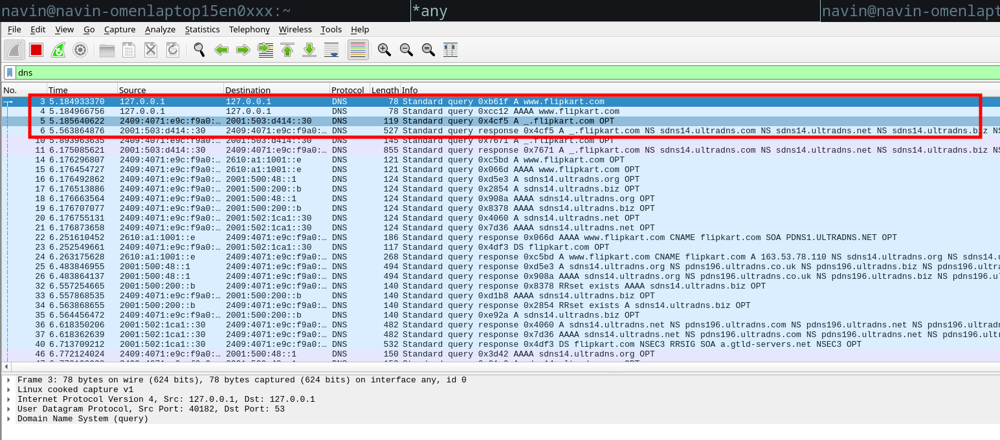 navin@navin-omenlaptop15en0xxx:~ *any navin@navin-omenlapt
File Edit View Go Capture Analyze Statistics Telephony Wireless Tools Help
dns
No. Time Source Destination Protocol Length Info
3 5.184933370 127.0.0.1 127.0.0.1 DNS 78 Standard query 0xb61f A www.flipkart.com
4 5.184966756 127.0.0.1 127.0.0.1 DNS 78 Standard query 0xcc12 AAAA www.flipkart.com
5 5.185640622 2409:4071:e9c:f9a0:… 2001:503:d414::30 DNS 119 Standard query 0x4cf5 A _.flipkart.com OPT
6 5.563864876 2001:503:d414::30 2409:4071:e9c:f9a0:… DNS 527 Standard query response 0x4cf5 A _.flipkart.com NS sdns14.ultradns.com NS sdns14.ultradns.net NS sdns14.ultradns.biz NS
10 5.893963635 2409:4071:e9c:f9a0:… 2001:503:d414::30 DNS 145 Standard query 0x7671 A _.flipkart.com OPT
11 6.175085621 2001:503:d414::30 2409:4071:e9c:f9a0:… DNS 855 Standard query response 0x7671 A _.flipkart.com NS sdns14.ultradns.com NS sdns14.ultradns.net NS sdns14.ultradns.biz NS
14 6.176296807 2409:4071:e9c:f9a0:… 2610:a1:1001::e DNS 121 Standard query 0xc5bd A www.flipkart.com OPT
15 6.176454727 2409:4071:e9c:f9a0:… 2610:a1:1001::e DNS 121 Standard query 0x066d AAAA www.flipkart.com OPT
16 6.176492862 2409:4071:e9c:f9a0:… 2001:500:48::1 DNS 124 Standard query 0xd5e3 A sdns14.ultradns.org OPT
17 6.176513886 2409:4071:e9c:f9a0:… 2001:500:200::b DNS 124 Standard query 0x2854 A sdns14.ultradns.biz OPT
18 6.176663564 2409:4071:e9c:f9a0:… 2001:500:48::1 DNS 124 Standard query 0x908a AAAA sdns14.ultradns.org OPT
19 6.176707077 2409:4071:e9c:f9a0:… 2001:500:200::b DNS 124 Standard query 0x8378 AAAA sdns14.ultradns.biz OPT
20 6.176755131 2409:4071:e9c:f9a0:… 2001:502:1ca1::30 DNS 124 Standard query 0x4060 A sdns14.ultradns.net OPT
21 6.176873658 2409:4071:e9c:f9a0:… 2001:502:1ca1::30 DNS 124 Standard query 0x7d36 AAAA sdns14.ultradns.net OPT
22 6.251610452 2610:a1:1001::e 2409:4071:e9c:f9a0:… DNS 186 Standard query response 0x066d AAAA www.flipkart.com CNAME flipkart.com SOA PDNS1.ULTRADNS.NET OPT
23 6.252549661 2409:4071:e9c:f9a0:… 2001:502:1ca1::30 DNS 117 Standard query 0x4df3 DS flipkart.com OPT
24 6.263175628 2610:a1:1001::e 2409:4071:e9c:f9a0:… DNS 268 Standard query response 0xc5bd A www.flipkart.com CNAME flipkart.com A 163.53.78.110 NS sdns14.ultradns.org NS sdns14.u
25 6.483846955 2001:500:48::1 2409:4071:e9c:f9a0:… DNS 494 Standard query response 0xd5e3 A sdns14.ultradns.org NS pdns196.ultradns.co.uk NS pdns196.ultradns.biz NS pdns196.ultra
26 6.483864137 2001:500:48::1 2409:4071:e9c:f9a0:… DNS 494 Standard query response 0x908a AAAA sdns14.ultradns.org NS pdns196.ultradns.co.uk NS pdns196.ultradns.biz NS pdns196.ul
32 6.557254665 2001:500:200::b 2409:4071:e9c:f9a0:… DNS 140 Standard query response 0x8378 RRset exists AAAA sdns14.ultradns.biz OPT
33 6.557868535 2409:4071:e9c:f9a0:… 2001:500:200::b DNS 140 Standard query 0xd1b8 AAAA sdns14.ultradns.biz OPT
34 6.563868655 2001:500:200::b 2409:4071:e9c:f9a0:… DNS 140 Standard query response 0x2854 RRset exists A sdns14.ultradns.biz OPT
35 6.564456472 2409:4071:e9c:f9a0:… 2001:500:200::b DNS 140 Standard query 0xe92a A sdns14.ultradns.biz OPT
36 6.618350206 2001:502:1ca1::30 2409:4071:e9c:f9a0:… DNS 482 Standard query response 0x4060 A sdns14.ultradns.net NS pdns196.ultradns.com NS pdns196.ultradns.net NS pdns196.ultradn
37 6.618362639 2001:502:1ca1::30 2409:4071:e9c:f9a0:… DNS 482 Standard query response 0x7d36 AAAA sdns14.ultradns.net NS pdns196.ultradns.com NS pdns196.ultradns.net NS pdns196.ultr
40 6.713709212 2001:502:1ca1::30 2409:4071:e9c:f9a0:… DNS 532 Standard query response 0x4df3 DS flipkart.com NSEC3 RRSIG SOA a.gtld-servers.net NSEC3 OPT
46 6.772124024 2409:4071:e9c:f9a0:… 2001:500:48::1 DNS 150 Standard query 0x3d42 AAAA sdns14.ultradns.org OPT
Frame 3: 78 bytes on wire (624 bits), 78 bytes captured (624 bits) on interface any, id 0
Linux cooked capture v1
Internet Protocol Version 4, Src: 127.0.0.1, Dst: 127.0.0.1
User Datagram Protocol, Src Port: 40182, Dst Port: 53
Domain Name System (query)